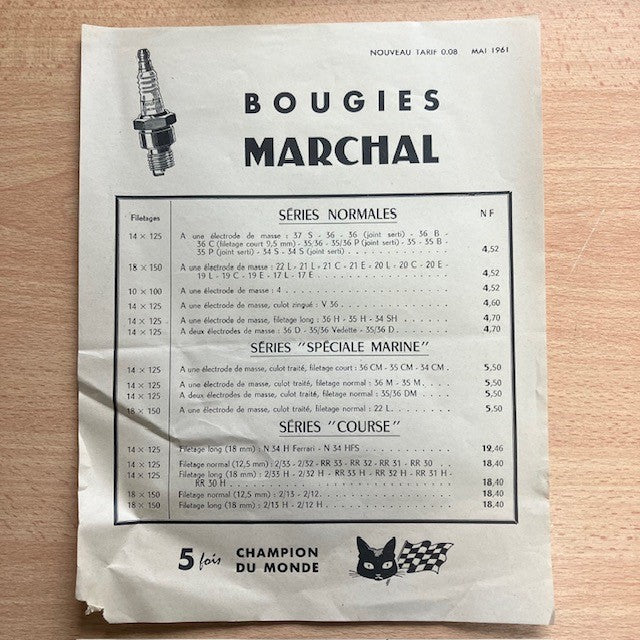 NOUVEAU TARIF 0.08 MAI 1961
BOUGIES
MARCHAL
Filetages SÉRIES NORMALES NF
14 × 125 A une électrode de masse : 37 S - 36 - 36 (joint serti) - 36 B -
36 C (filetage court 9,5 mm) - 35/36 - 35/36 P (joint serti) - 35 - 35 B -
35 P (joint serti) - 34 S - 34 S (joint serti) . . . . . . . . . . 4,52
18 × 150 A une électrode de masse : 22 L - 21 L - 21 C - 21 E - 20 L - 20 C - 20 E -
19 L - 19 C - 19 E - 17 L - 17 E . . . . . . . . . . 4,52
10 × 100 A une électrode de masse : 4 . . . . . . . . . . 4,52
14 × 125 A une électrode de masse, culot zingué : V 36 . . . . . . . . . . 4,60
14 × 125 A une électrode de masse, filetage long : 36 H - 35 H - 34 SH . . . . . . 4,70
14 × 125 A deux électrodes de masse : 36 D - 35/36 Vedette - 35/36 D . . . . . . 4,70
SÉRIES "SPÉCIALE MARINE"
14 × 125 A une électrode de masse, culot traité, filetage court : 36 CM - 35 CM - 34 CM . 5,50
14 × 125 A une électrode de masse, culot traité, filetage normal : 36 M - 35 M . . . . 5,50
14 × 125 A deux électrodes de masse, culot traité, filetage normal : 35/36 DM . . . . 5,50
18 × 150 A une électrode de masse, culot traité, filetage normal : 22 L . . . . . . 5,50
SÉRIES "COURSE"
14 × 125 Filetage long (18 mm) : N 34 H Ferrari - N 34 HFS . . . . . . . . . . 12,46
14 × 125 Filetage normal (12,5 mm) : 2/33 - 2/32 - RR 33 - RR 32 - RR 31 - RR 30 . . . 18,40
14 × 125 Filetage long (18 mm) : 2/33 H - 2/32 H - RR 33 H - RR 32 H - RR 31 H -
RR 30 H . . . . . . . . . . 18,40
18 × 150 Filetage normal (12,5 mm) : 2/13 - 2/12 . . . . . . . . . . 18,40
18 × 150 Filetage long (18 mm) : 2/13 H - 2/12 H . . . . . . . . . . 18,40
5 fois CHAMPION
DU MONDE